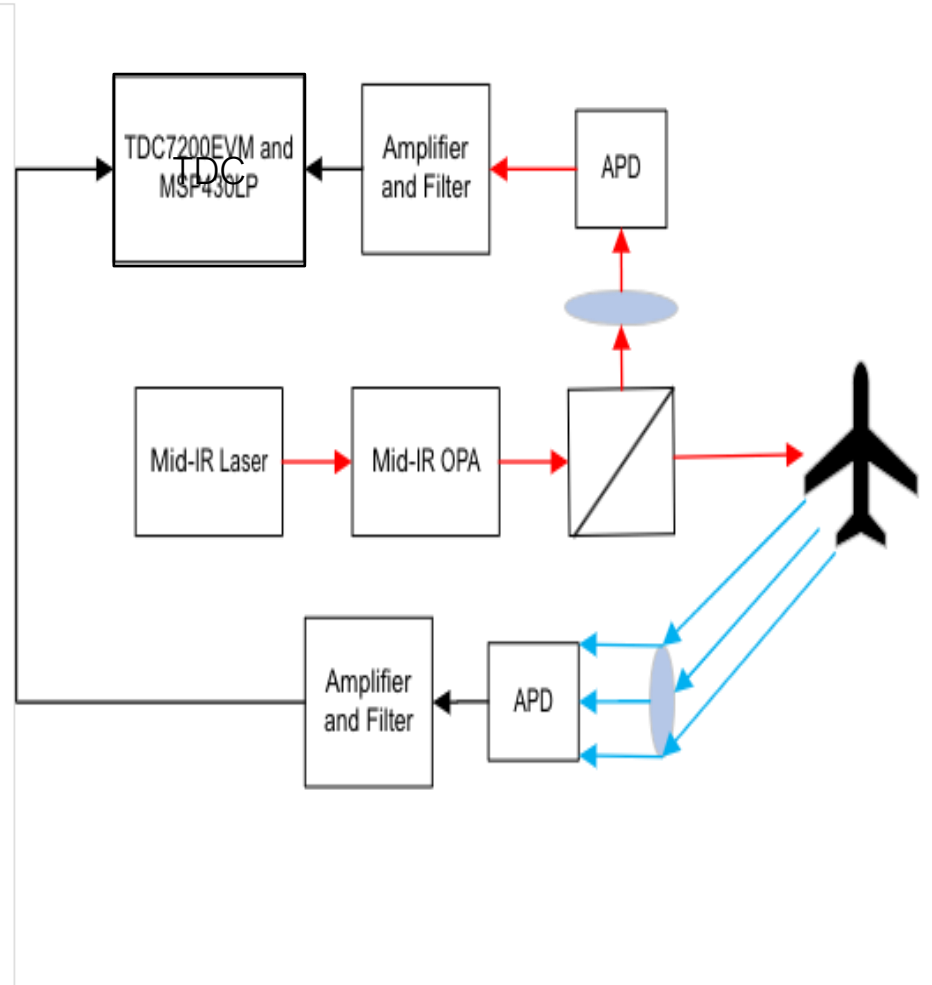 TDC7200EVM and
MSP430LP
TDC
Amplifier
and Filter
APD
Mid-IR Laser
Mid-IR OPA
Amplifier
and Filter
APD